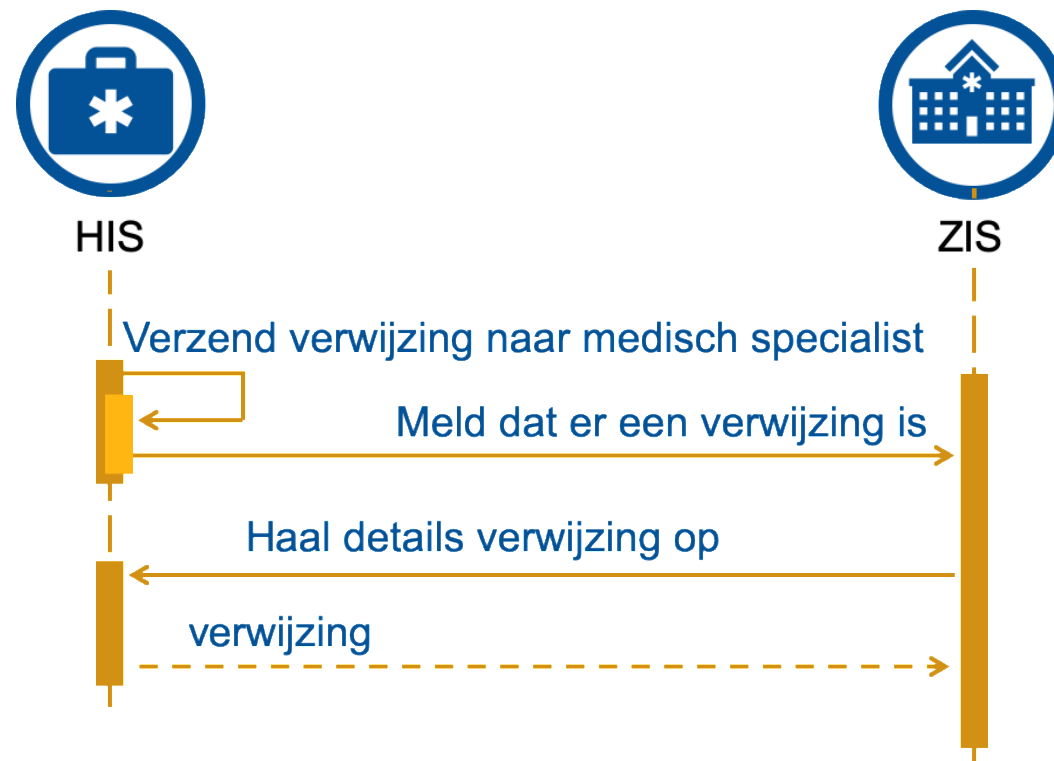 HIS
ZIS
Verzend verwijzing naar medisch specialist
Meld dat er een verwijzing is
Haal details verwijzing op
verwijzing